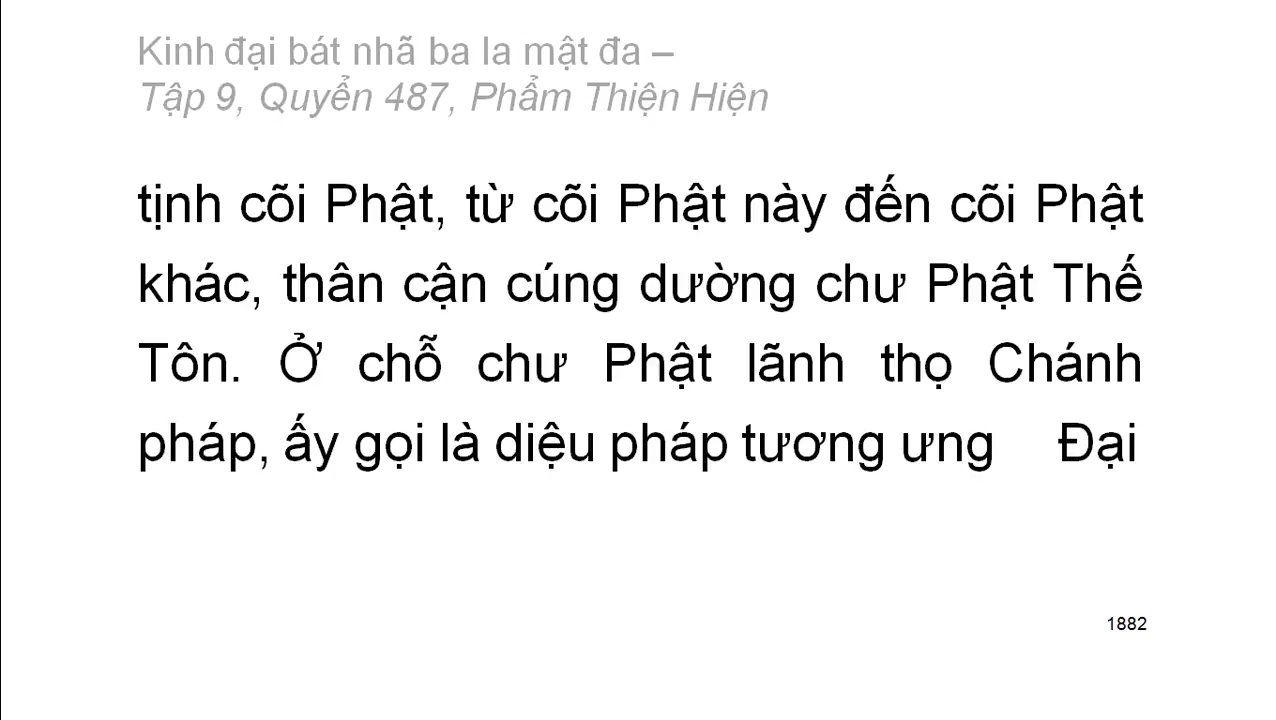 Kinh đại bát nhã ba la mật đa –
Tập 9, Quyển 487, Phẩm Thiện Hiện
tịnh cõi Phật, từ cõi Phật này đến cõi Phật
khác, thân cận cúng dường chư Phật Thế
Tôn. Ở chỗ chư Phật lãnh thọ Chánh
pháp, ấy gọi là diệu pháp tương ưng Đại
1882